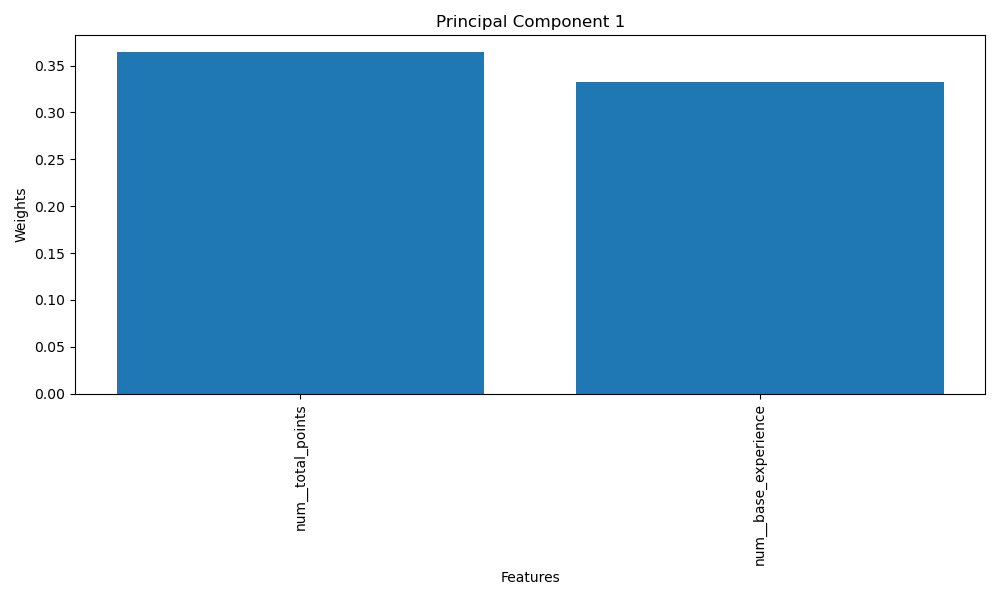 Principal Component 1
0.35
0.30
0.25
0.20
0.15
0.10
0.05
0.00
Weights
num__total_points
num__base_experience
Features